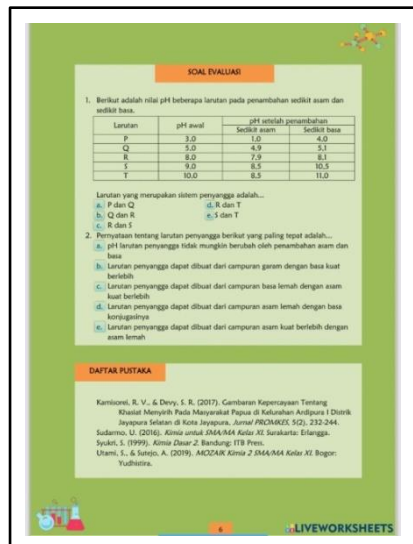 SOAL EVALUASI
1. Berikut adalah nilai pH beberapa larutan pada penambahan sedikit asam dan
sedikit basa.
Larutan pH awal pH setelah penambahan
Sedikit asam Sedikit basa
P 3,0 1,0 4,0
Q 5,0 4,9 5,1
R 8,0 7,9 8,1
S 9,0 8,5 10,5
T 10,0 8,5 11,0
Larutan yang merupakan sistem penyangga adalah...
a. P dan Q d. R dan T
b. Q dan R e. S dan T
c. R dan S
2. Pernyataan tentang larutan penyangga berikut yang paling tepat adalah...
a. pH larutan penyangga tidak mungkin berubah oleh penambahan asam dan
basa
b. Larutan penyangga dapat dibuat dari campuran garam dengan basa kuat
berlebih
c. Larutan penyangga dapat dibuat dari campuran basa lemah dengan asam
kuat berlebih
d. Larutan penyangga dapat dibuat dari campuran asam lemah dengan basa
konjugasinya
e. Larutan penyangga dapat dibuat dari campuran asam kuat berlebih dengan
asam lemah
DAFTAR PUSTAKA
Kamisorei, R. V., & Devy, S. R. (2017). Gambaran Kepercayaan Tentang
Khasiat Menyirih Pada Masyarakat Papua di Kelurahan Ardipura I Distrik
Jayapura Selatan di Kota Jayapura. Jurnal PROMKES, 5(2), 232-244.
Sudarmo, U. (2016). Kimia untuk SMA/MA Kelas XI. Surakarta: Erlangga.
Syukri, S. (1999). Kimia Dasar 2. Bandung: ITB Press.
Utami, S., & Sutejo, A. (2019). MOZAIK Kimia 2 SMA/MA Kelas XI. Bogor:
Yudhistira.
6
LIVEWORKSHEETS